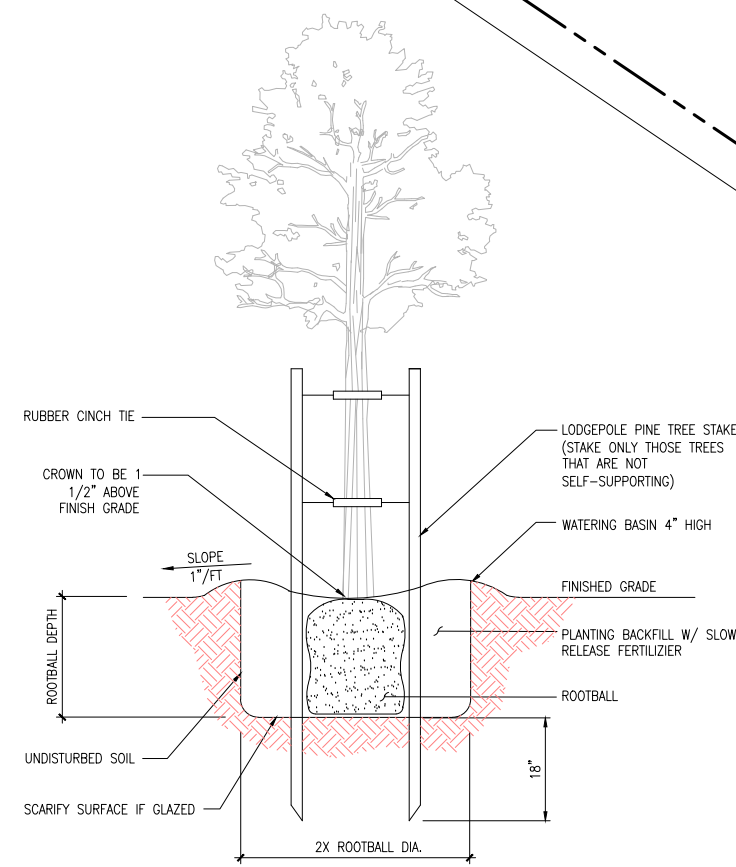 RUBBER CINCH TIE
LODGEPOLE PINE TREE STAKE
(STAKE ONLY THOSE TREES
THAT ARE NOT
SELF-SUPPORTING)
CROWN TO BE 1
1/2" ABOVE
FINISH GRADE
WATERING BASIN 4" HIGH
SLOPE
1"/FT
FINISHED GRADE
ROOTBALL DEPTH
PLANTING BACKFILL W/ SLOW
RELEASE FERTILIZIER
ROOTBALL
UNDISTURBED SOIL
18"
SCARIFY SURFACE IF GLAZED
2X ROOTBALL DIA.